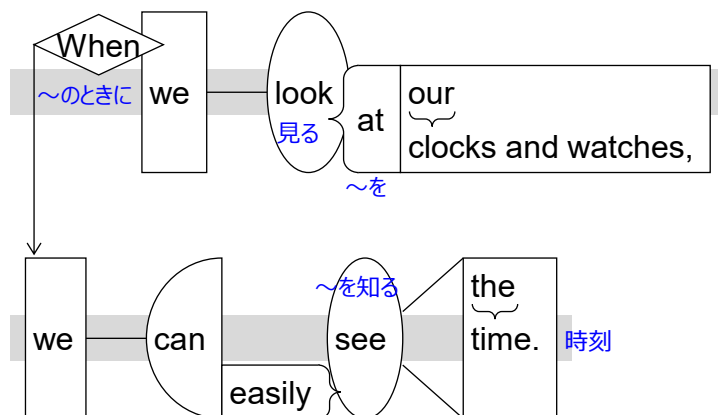 When
～のときに
we
look
見る
at
～を
our
clocks and watches,
we
can
easily
～を知る
see
the
time.
時刻